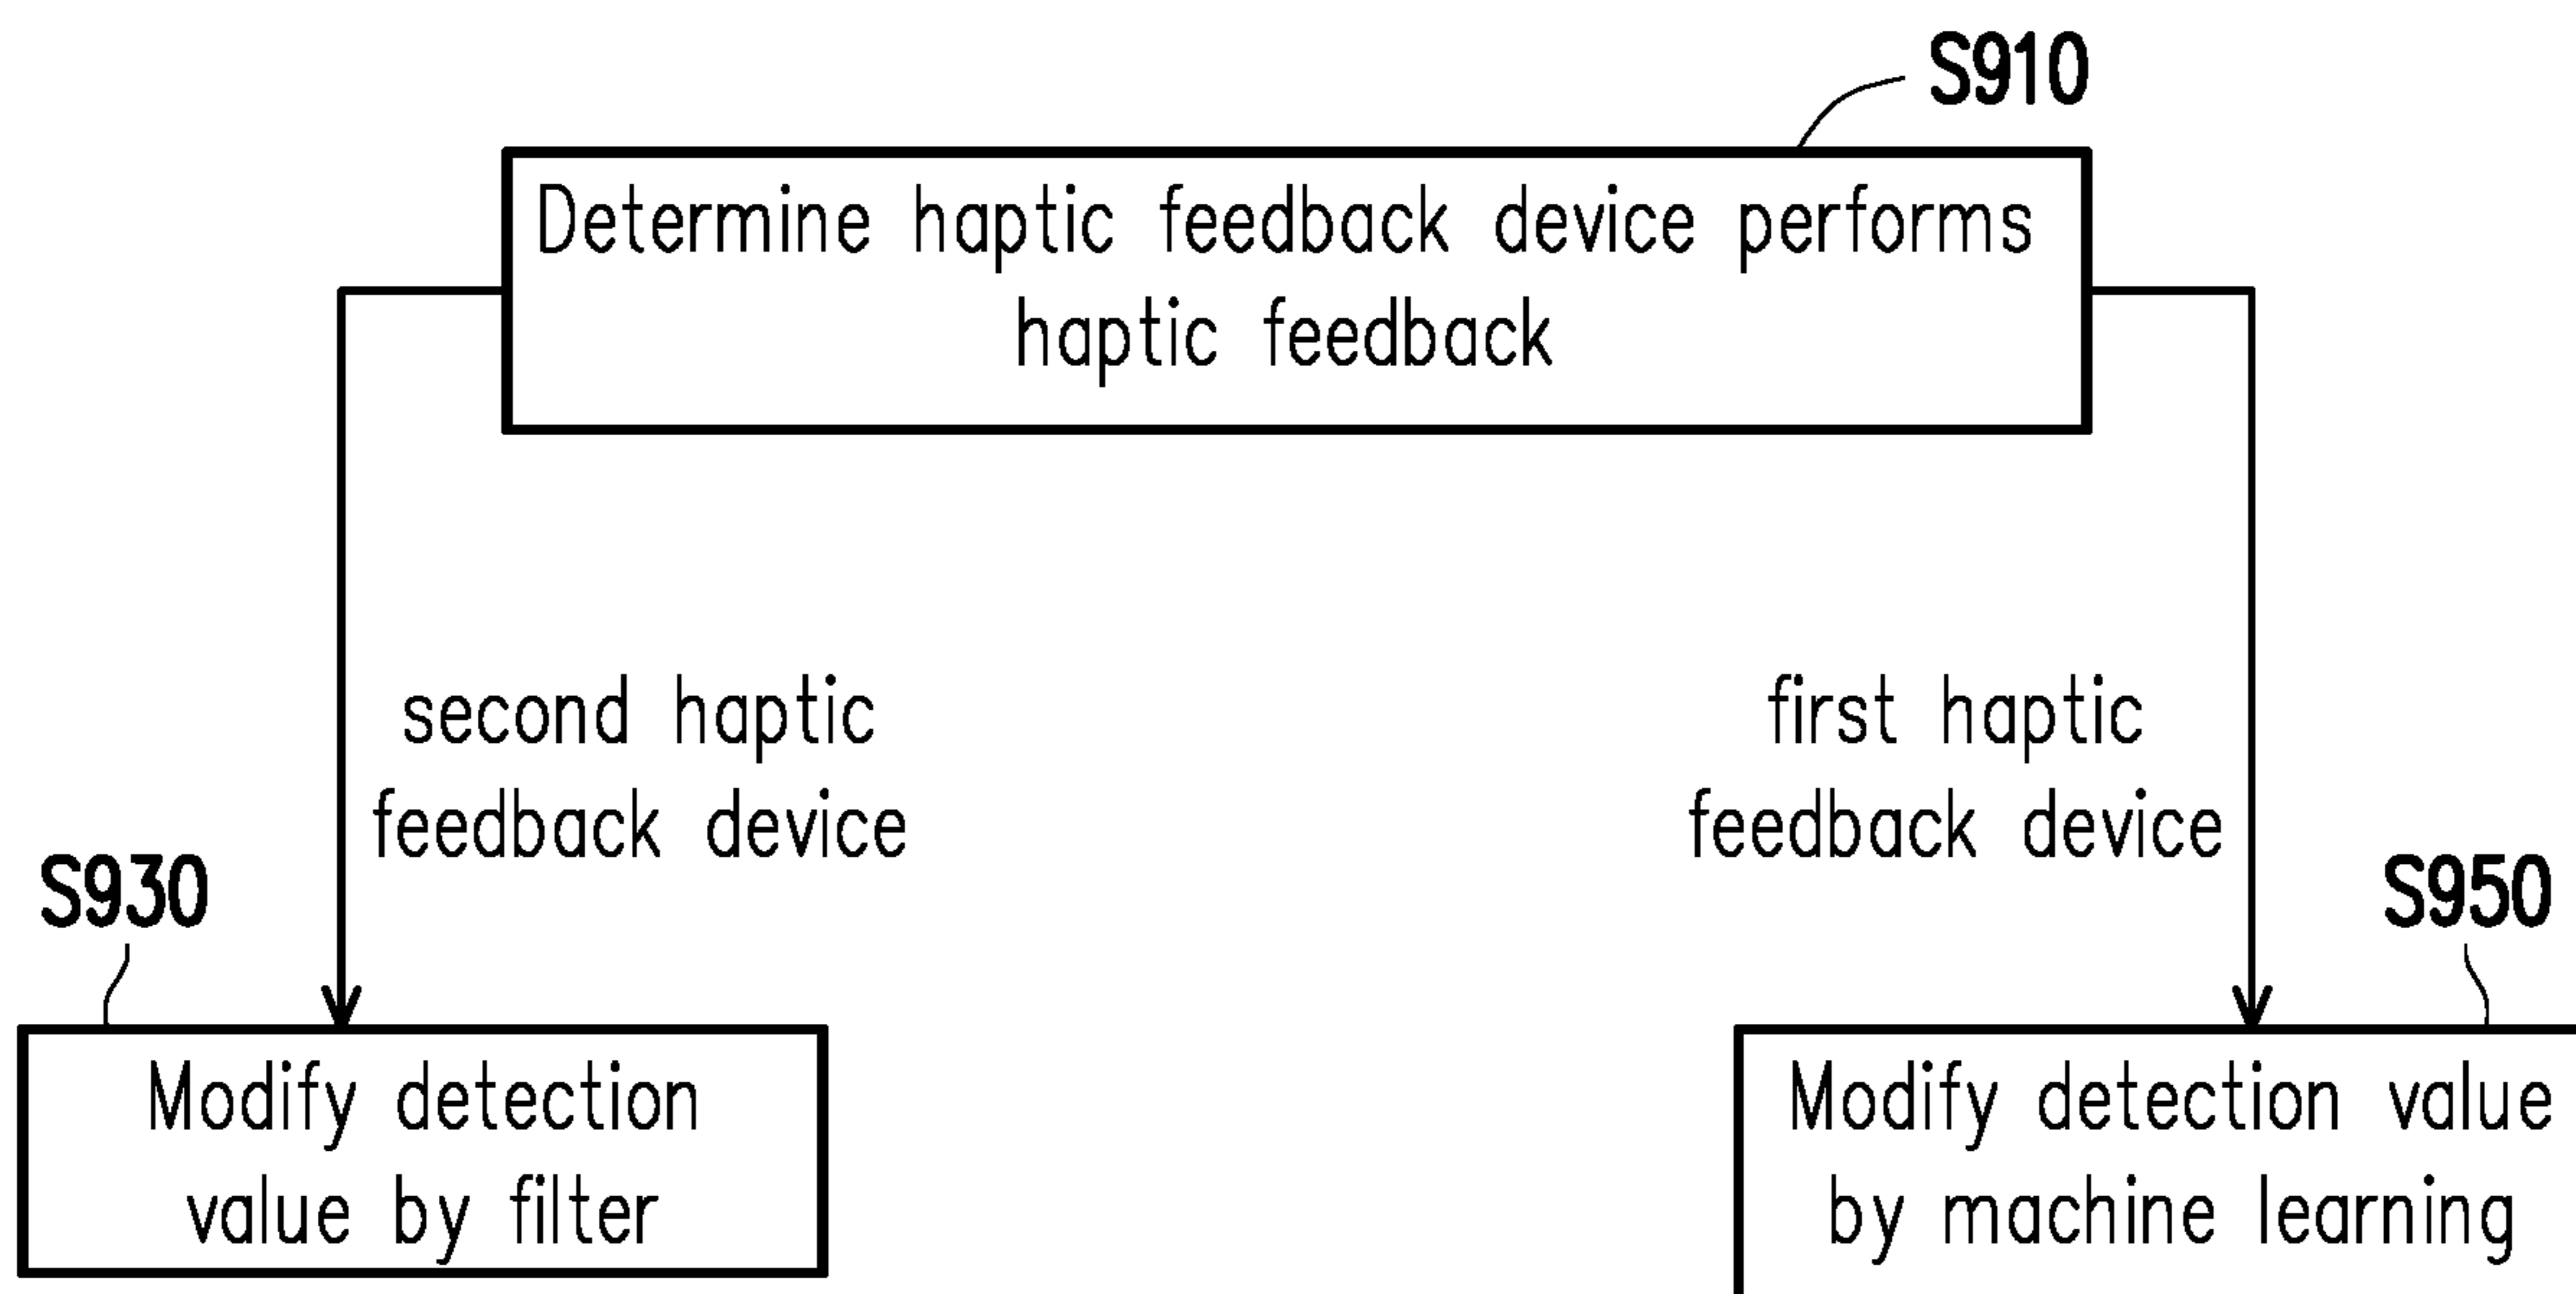 S910
Determine haptic feedback device performs
haptic feedback
second haptic
feedback device
first haptic
feedback device
S930
S950
Modify detection
value by filter
Modify detection value
by machine learning